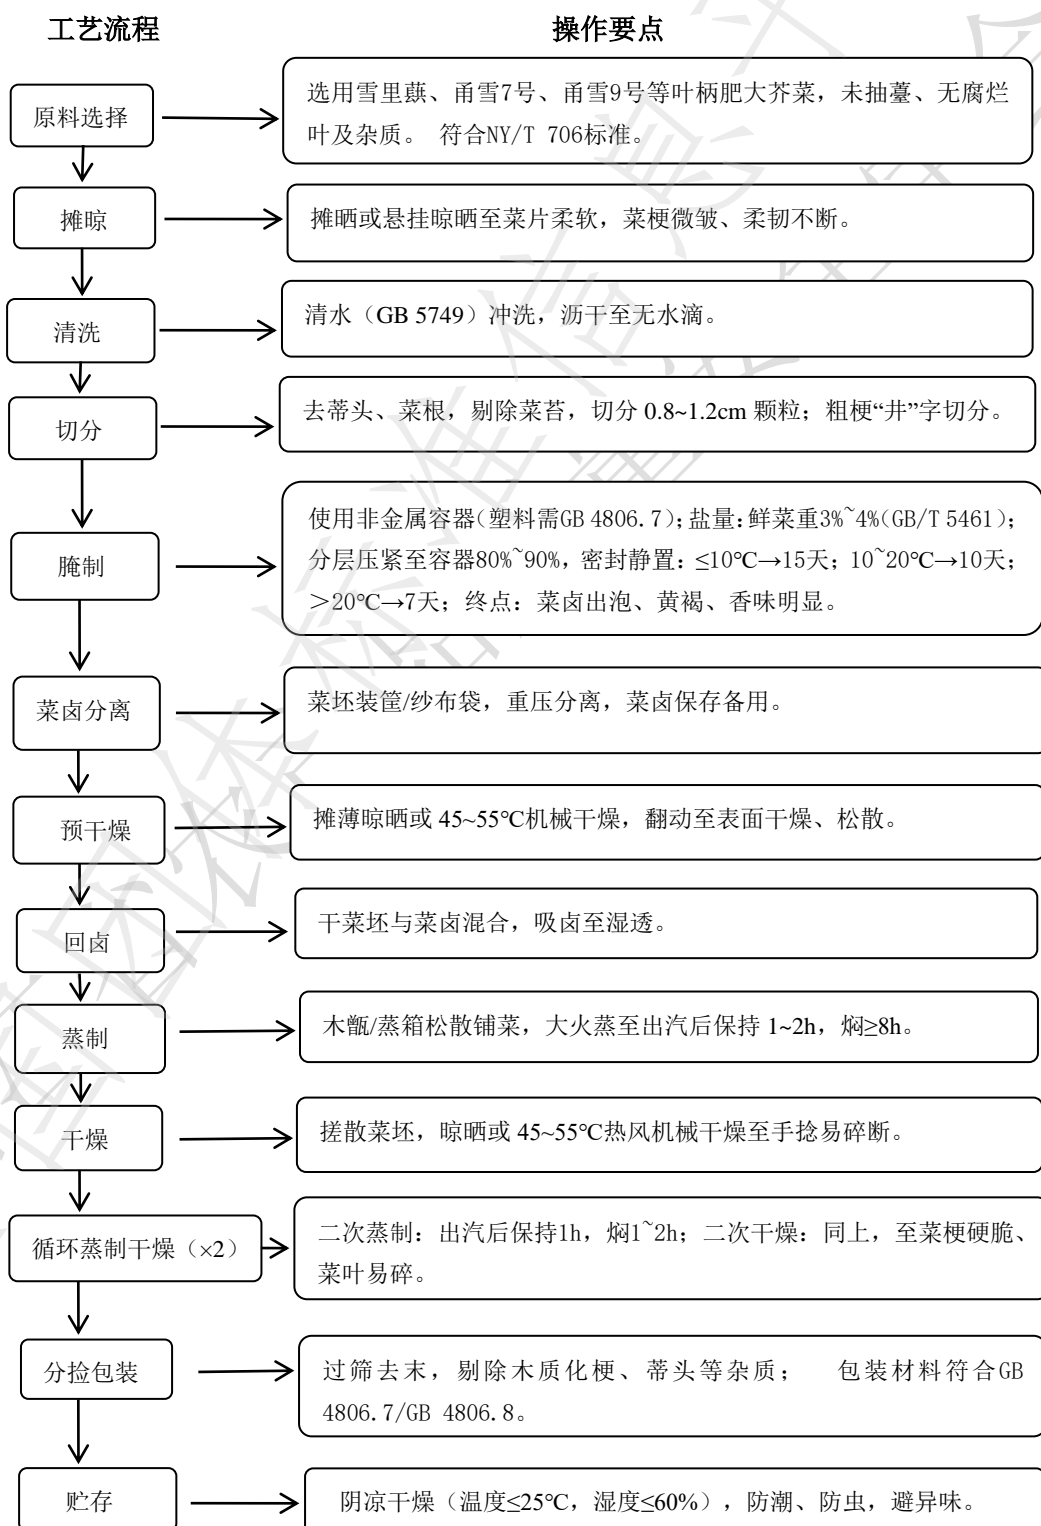 工艺流程
操作要点
原料选择
选用雪里蕻、甬雪7号、甬雪9号等叶柄肥大芥菜，未抽薹、无腐烂
叶及杂质。 符合NY/T 706标准。
摊晾
摊晒或悬挂晾晒至菜片柔软，菜梗微皱、柔韧不断。
清洗
清水（GB 5749）冲洗，沥干至无水滴。
切分
去蒂头、菜根，剔除菜苔，切分 0.8~1.2cm 颗粒；粗梗“井”字切分。
腌制
使用非金属容器(塑料需GB 4806.7)；盐量：鲜菜重3%~4%(GB/T 5461)；
分层压紧至容器80%~90%，密封静置：≤10℃→15天；10~20℃→10天；
＞20℃→7天；终点：菜卤出泡、黄褐、香味明显。
菜卤分离
菜坯装筐/纱布袋，重压分离，菜卤保存备用。
预干燥
摊薄晾晒或 45~55℃机械干燥，翻动至表面干燥、松散。
回卤
干菜坯与菜卤混合，吸卤至湿透。
蒸制
木甑/蒸箱松散铺菜，大火蒸至出汽后保持 1~2h，焖≥8h。
干燥
搓散菜坯，晾晒或 45~55℃热风机械干燥至手捻易碎断。
循环蒸制干燥（×2）
二次蒸制：出汽后保持1h，焖1~2h；二次干燥：同上，至菜梗硬脆、
菜叶易碎。
分捡包装
过筛去末，剔除木质化梗、蒂头等杂质； 包装材料符合GB
4806.7/GB 4806.8。
贮存
阴凉干燥（温度≤25℃，湿度≤60%），防潮、防虫，避异味。